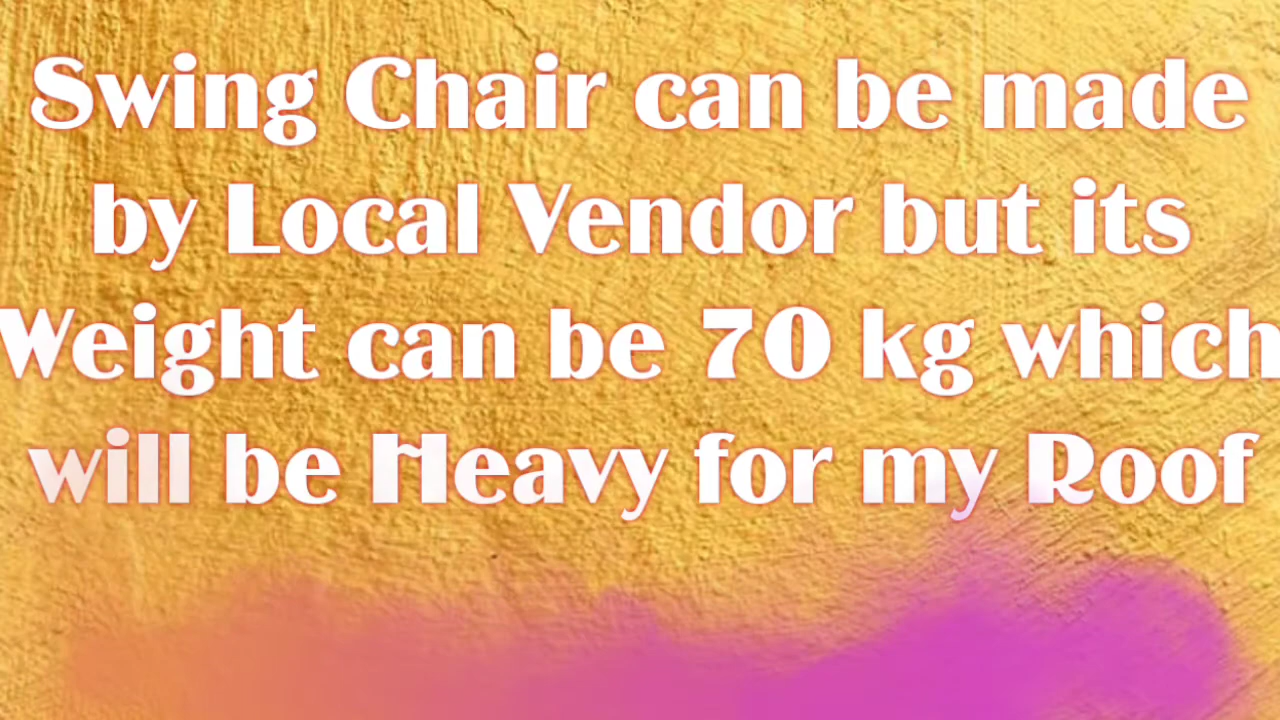 Swing Chair can be made
by Local Vendor but its
Weight can be 70 kg which
will be Heavy for my Roof